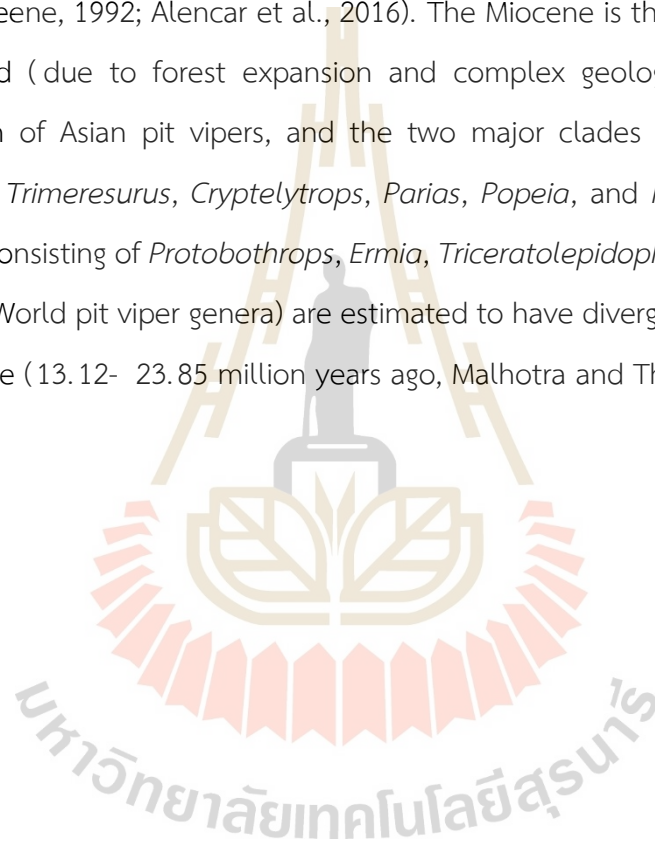 eene, 1992; Alencar et al., 2016). The Miocene is th
d (due to forest expansion and complex geolo
of Asian pit vipers, and the two major clades
Trimeresurus, Cryptelytrops, Parias, Popeia, and
onsisting of Protobothrops, Ermia, Triceratolepidop
World pit viper genera) are estimated to have diverg
e (13.12- 23.85 million years ago, Malhotra and Th
มหาวิทยาลัยเทคโนโลยีสุรนารี